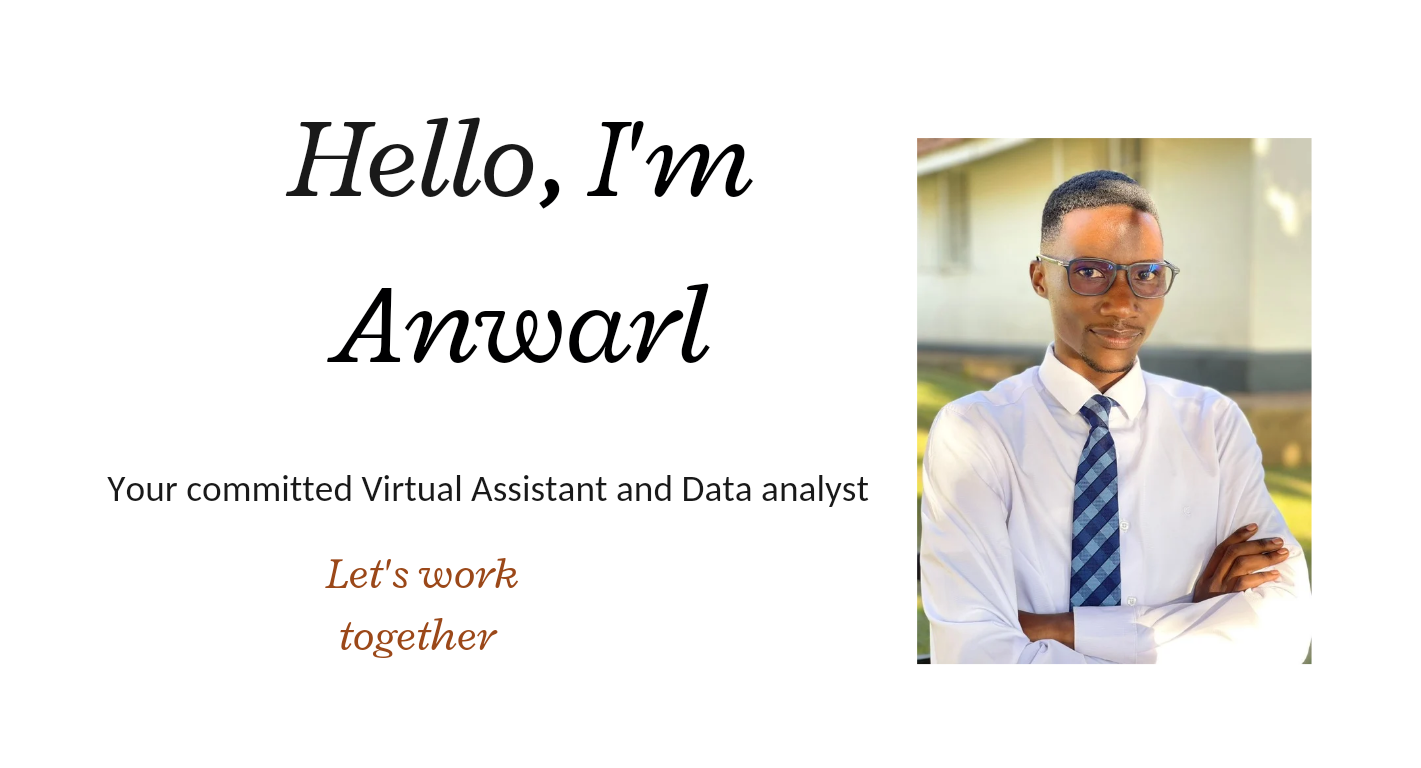 Hello, I'm
Anwarl
Your committed Virtual Assistant and Data analyst
Let's work
together